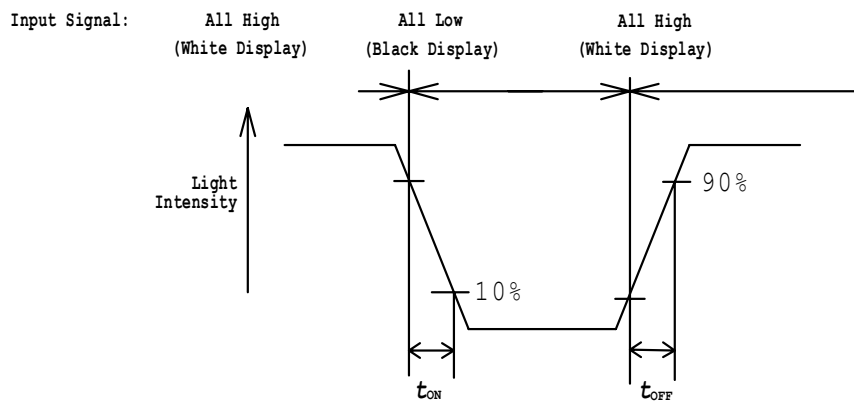 Input Signal: All High All Low All High
(White Display) (Black Display) (White Display)
Light
Intensity
90%
10%
tON tOFF